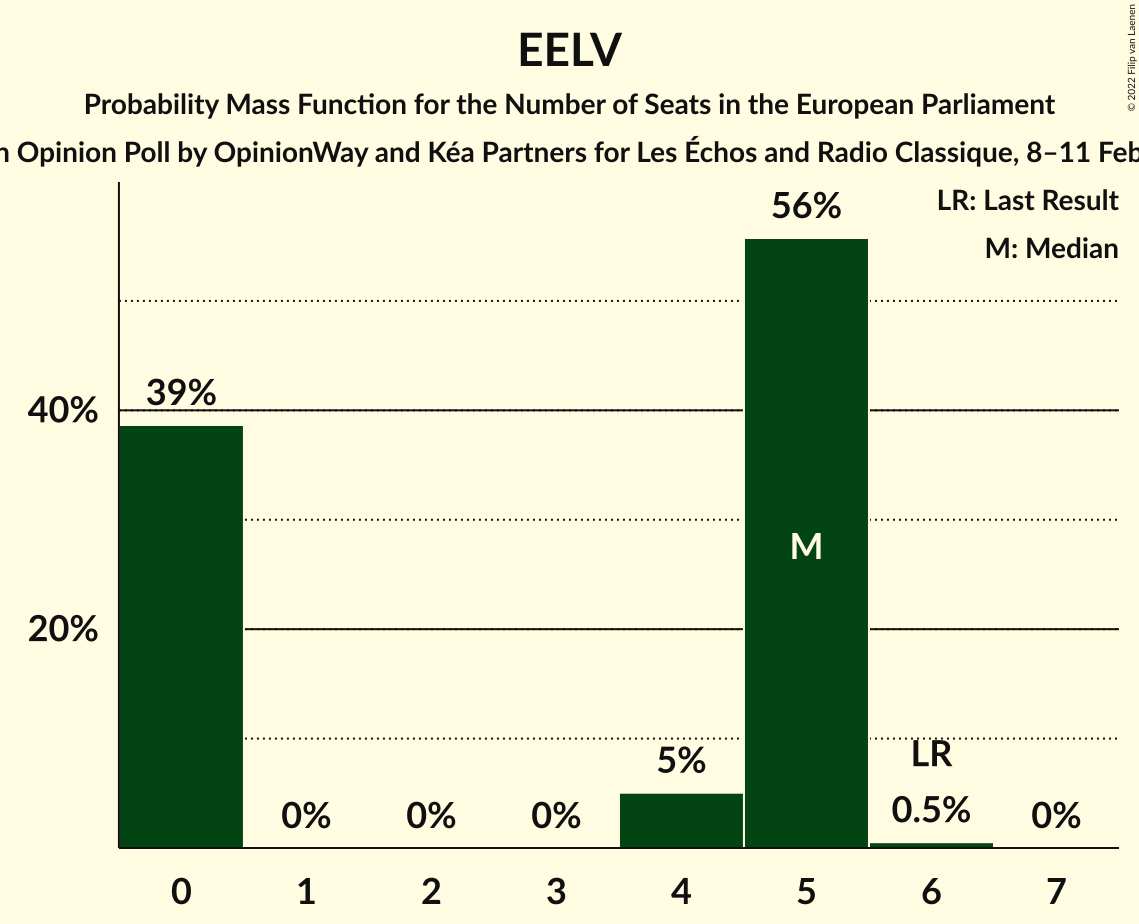 EELV
Probability Mass Function for the Number of Seats in the European Parliament
Opinion Poll by OpinionWay and Kéa Partners for Les Échos and Radio Classique, 8–11 Feb
© 2022 Filip van Laenen
LR: Last Result
M: Median
56%
39%
40%
M
20%
5%
LR
0%
0%
0%
0.5%
0%
0
1
2
3
4
5
6
7